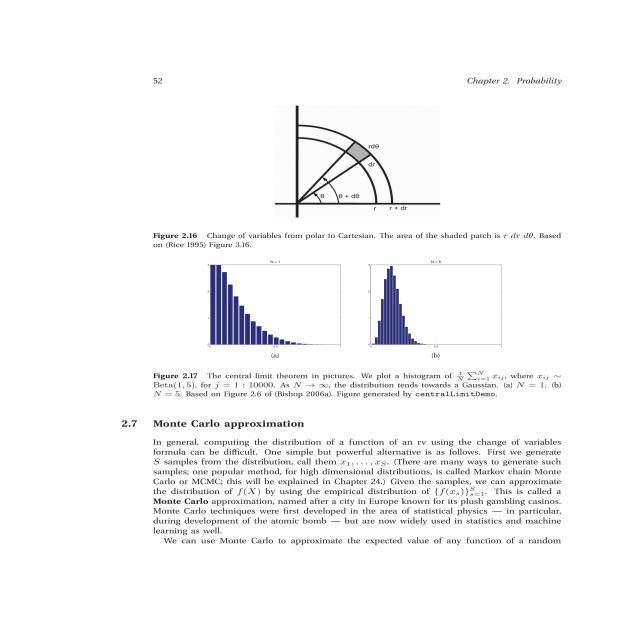 52
Chapter 2. Probability
rdθ
dr
θ
θ + dθ
r
r + dr
Figure 2.16 Change of variables from polar to Cartesian. The area of the shaded patch is r dr dθ. Based
on (Rice 1995) Figure 3.16.
N = 1
N = 5
(a)
(b)
Figure 2.17 The central limit theorem in pictures. We plot a histogram of 1/N ∑_{i=1}^{N} x_{ij}, where x_{ij} ∼
Beta(1, 5), for j = 1 : 10000. As N → ∞, the distribution tends towards a Gaussian. (a) N = 1. (b)
N = 5. Based on Figure 2.6 of (Bishop 2006a). Figure generated by centralLimitDemo.
2.7 Monte Carlo approximation
In general, computing the distribution of a function of an rv using the change of variables
formula can be difficult. One simple but powerful alternative is as follows. First we generate
S samples from the distribution, call them x₁, . . . , x_S. (There are many ways to generate such
samples; one popular method, for high dimensional distributions, is called Markov chain Monte
Carlo or MCMC; this will be explained in Chapter 24.) Given the samples, we can approximate
the distribution of f(X) by using the empirical distribution of {f(x_s)}_{s=1}^{S}. This is called a
Monte Carlo approximation, named after a city in Europe known for its plush gambling casinos.
Monte Carlo techniques were first developed in the area of statistical physics — in particular,
during development of the atomic bomb — but are now widely used in statistics and machine
learning as well.
We can use Monte Carlo to approximate the expected value of any function of a random